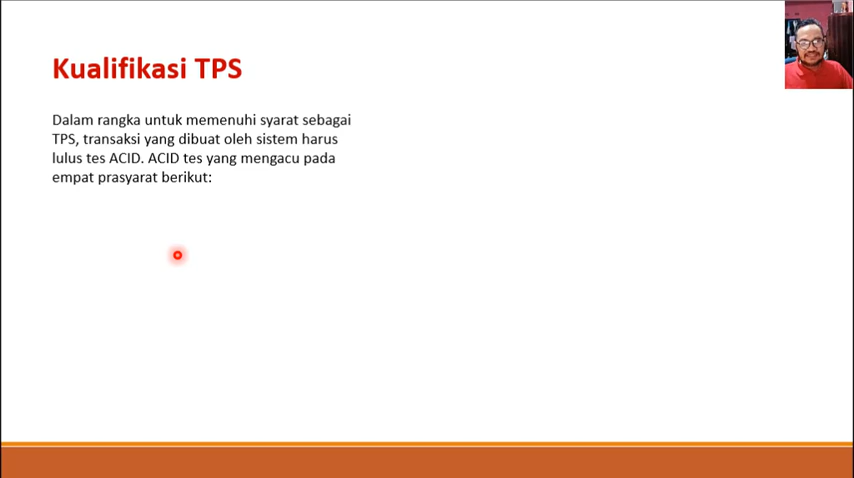 Kualifikasi TPS
Dalam rangka untuk memenuhi syarat sebagai
TPS, transaksi yang dibuat oleh sistem harus
lulus tes ACID. ACID tes yang mengacu pada
empat prasyarat berikut: